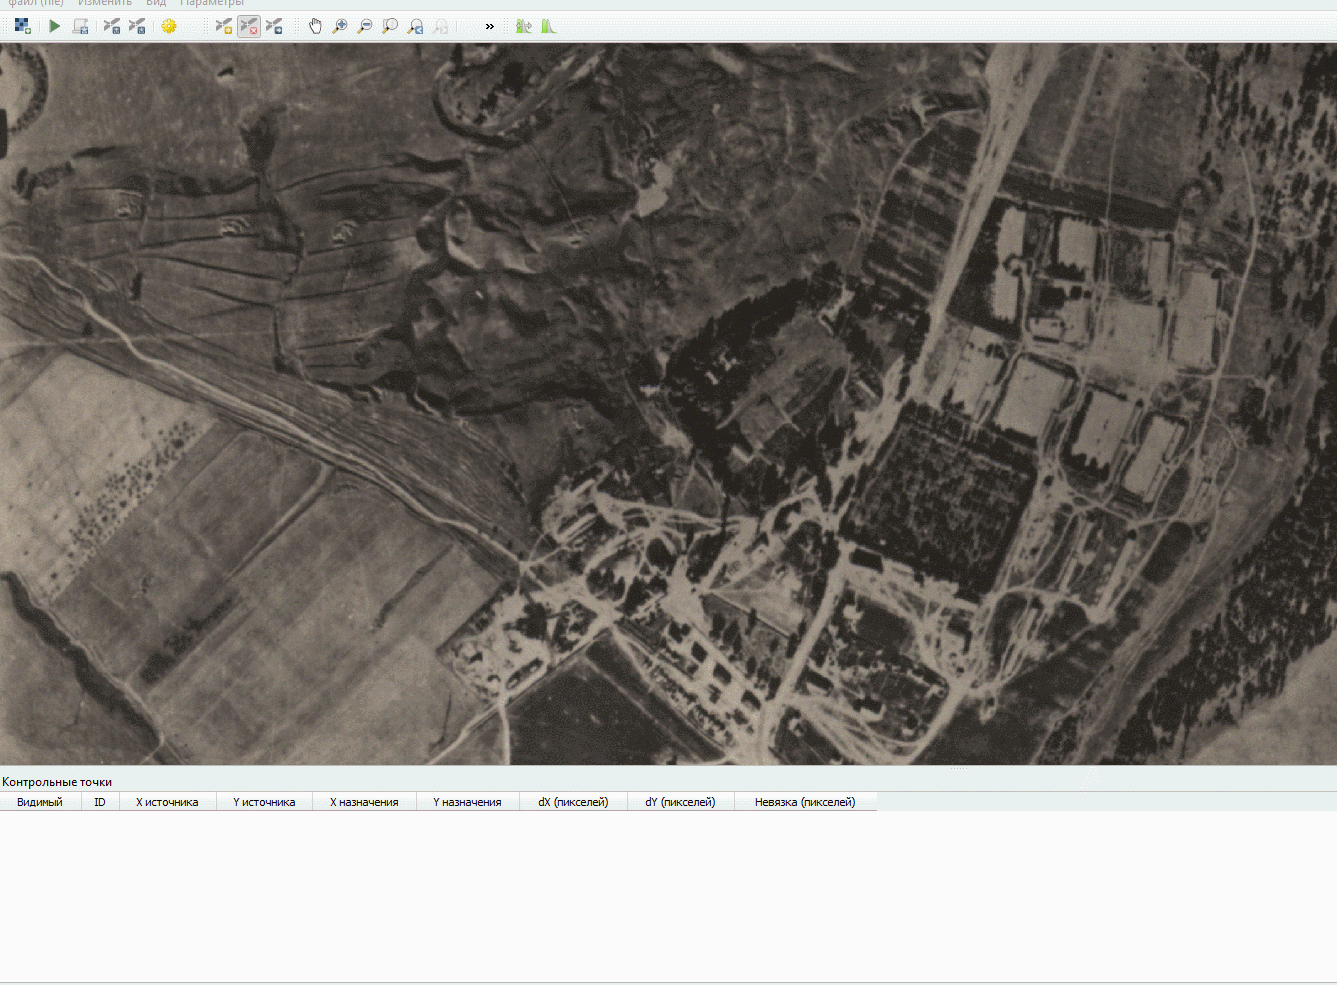 файл (file) Изменить Вид Параметры
»
Контрольные точки
Видимый ID X источника Y источника X назначения Y назначения dX (пикселей) dY (пикселей) Невязка (пикселей)